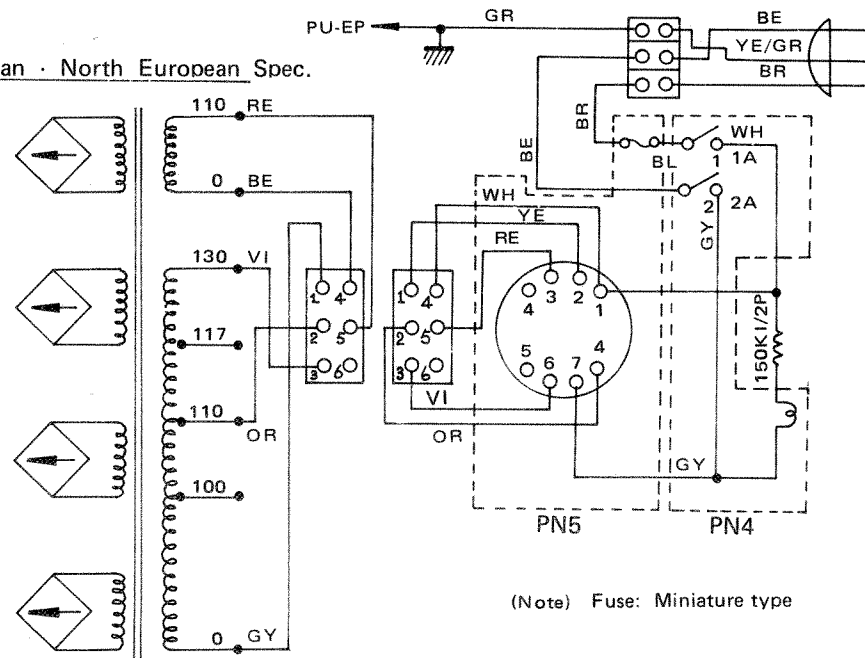 PU-EP GR BE
YE/GR
BR
an · North European Spec.
110 RE
0 BE
130 VI
117
110
OR
100
0 GY
1 4
2 5
3 6
1 4
2 5
3 6
WH
YE
RE
VI
OR
BE
BR
BL
WH
1 1A
2 2A
GY
4 3 2 1
5 6 7 4
150K 1/2P
GY
PN5 PN4
(Note) Fuse: Miniature type